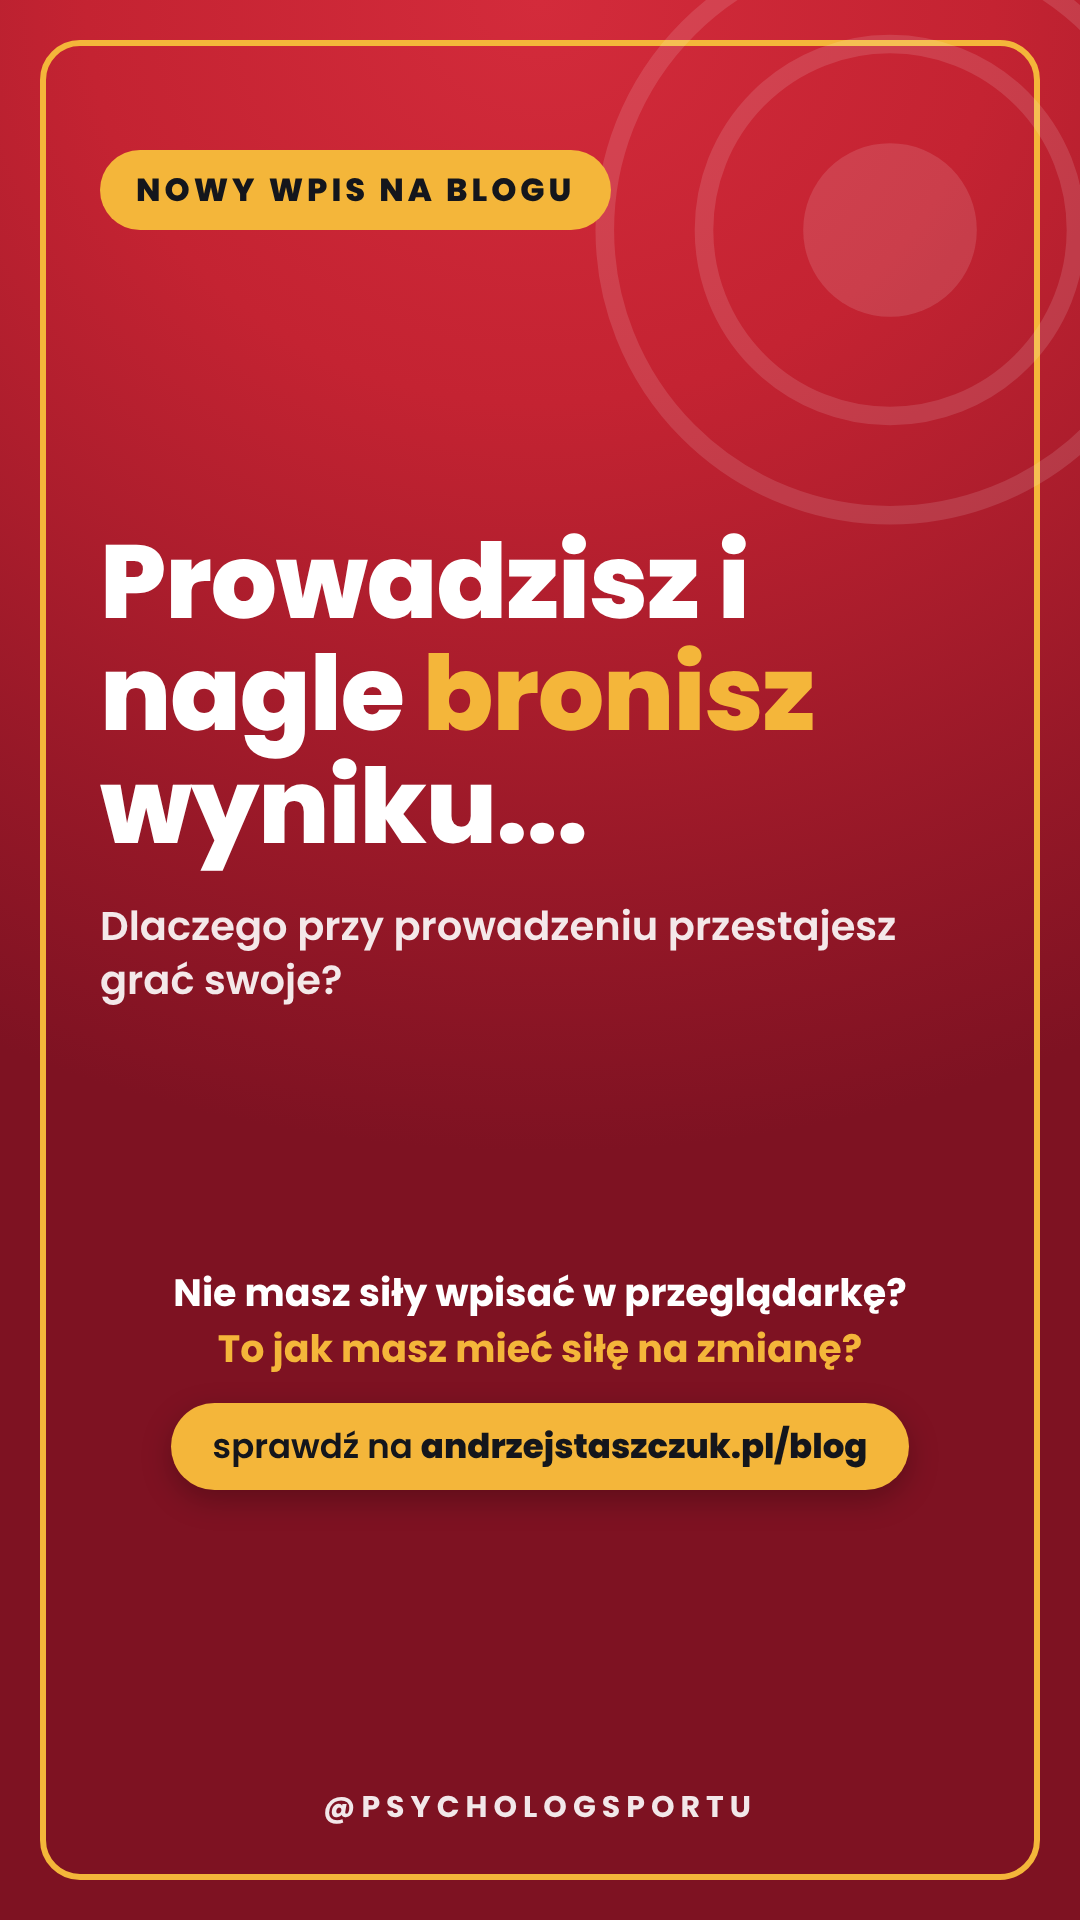 NOWY WPIS NA BLOGU
Prowadzisz i
nagle bronisz
wyniku...
Dlaczego przy prowadzeniu przestajesz
grać swoje?
Nie masz siły wpisać w przeglądarkę?
To jak masz mieć siłę na zmianę?
sprawdź na andrzejstaszczuk.pl/blog
@PSYCHOLOGSPORTU